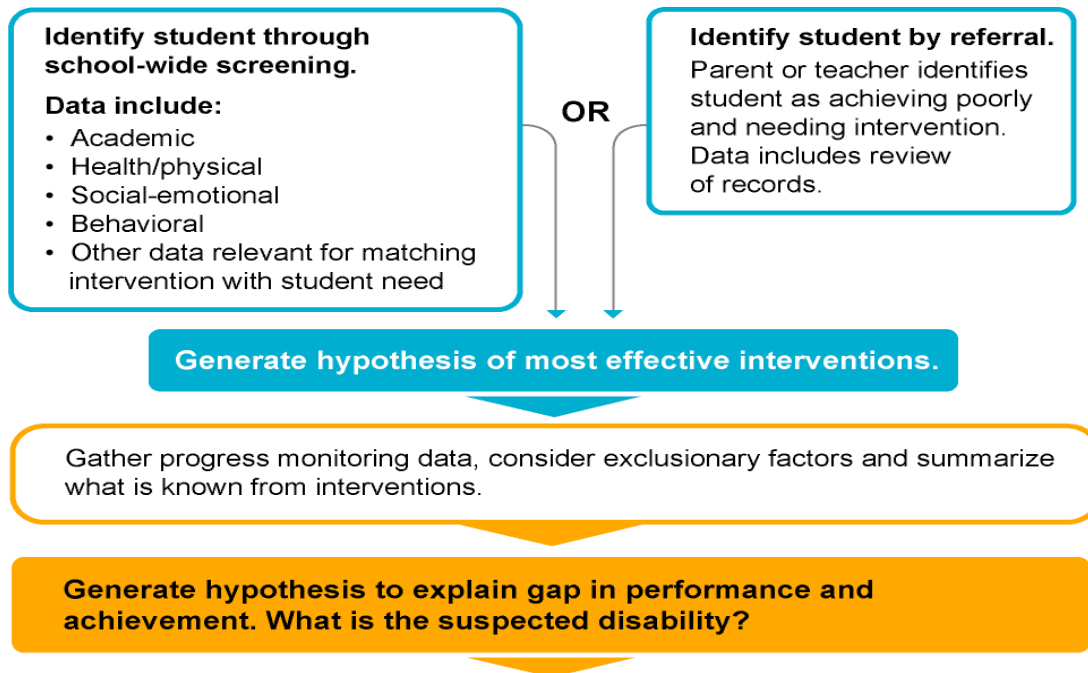 Identify student through
school-wide screening.
Data include:
• Academic
• Health/physical
• Social-emotional
• Behavioral
• Other data relevant for matching
intervention with student need
OR
Identify student by referral.
Parent or teacher identifies
student as achieving poorly
and needing intervention.
Data includes review
of records.
Generate hypothesis of most effective interventions.
Gather progress monitoring data, consider exclusionary factors and summarize
what is known from interventions.
Generate hypothesis to explain gap in performance and
achievement. What is the suspected disability?